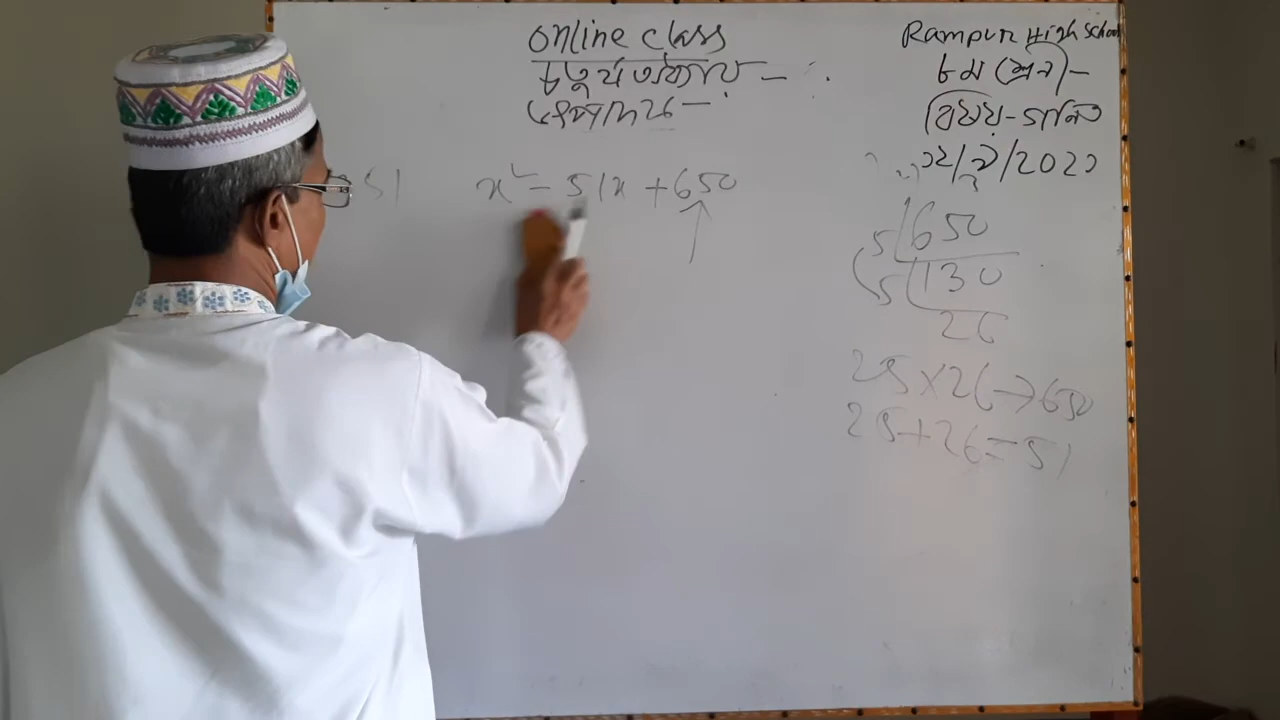 Online class
চতুর্থ অধ্যায় -
Rampur High School
৮ম শ্রেণি -
বিষয় - গণিত
51 x² - 51x + 650
5 650
5 130
26
25 × 26 → 650
25 + 26 = 51